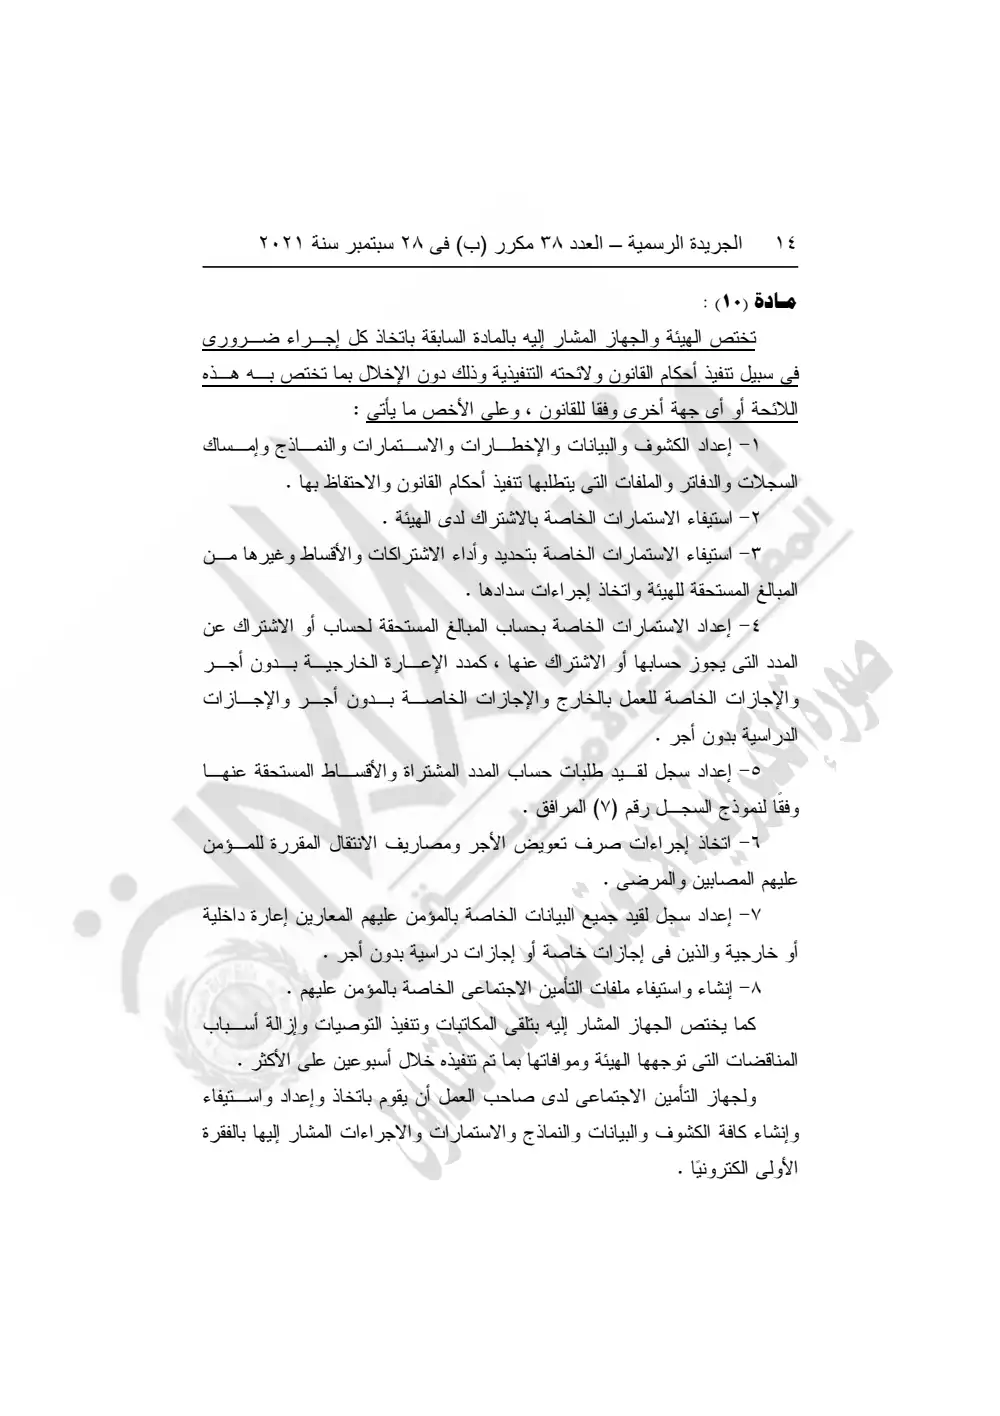 ١٤ الجريدة الرسمية – العدد ٣٨ مكرر (ب) فى ٢٨ سبتمبر سنة ٢٠٢١
مادة (١٠) :
تختص الهيئة والجهاز المشار إليه بالمادة السابقة باتخاذ كل إجراء ضرورى
فى سبيل تنفيذ أحكام القانون ولائحته التنفيذية وذلك دون الإخلال بما تختص به هذه
اللائحة أو أى جهة أخرى وفقا للقانون ، وعلى الأخص ما يأتى :
١- إعداد الكشوف والبيانات والإخطارات والاستمارات والنماذج وإمساك
السجلات والدفاتر والملفات التى يتطلبها تنفيذ أحكام القانون والاحتفاظ بها .
٢- استيفاء الاستمارات الخاصة بالاشتراك لدى الهيئة .
٣- استيفاء الاستمارات الخاصة بتحديد وأداء الاشتراكات والأقساط وغيرها من
المبالغ المستحقة للهيئة واتخاذ إجراءات سدادها .
٤- إعداد الاستمارات الخاصة بحساب المبالغ المستحقة لحساب أو الاشتراك عن
المدد التى يجوز حسابها أو الاشتراك عنها ، كمدد الإعارة الخارجية بدون أجر
والإجازات الخاصة للعمل بالخارج والإجازات الخاصة بدون أجر والإجازات
الدراسية بدون أجر .
٥- إعداد سجل لقيد طلبات حساب المدد المشتراة والأقساط المستحقة عنها
وفقًا لنموذج السجل رقم (٧) المرافق .
٦- اتخاذ إجراءات صرف تعويض الأجر ومصاريف الانتقال المقررة للمؤمن
عليهم المصابين والمرضى .
٧- إعداد سجل لقيد جميع البيانات الخاصة بالمؤمن عليهم المعارين إعارة داخلية
أو خارجية والذين فى إجازات خاصة أو إجازات دراسية بدون أجر .
٨- إنشاء واستيفاء ملفات التأمين الاجتماعى الخاصة بالمؤمن عليهم .
كما يختص الجهاز المشار إليه بتلقى المكاتبات وتنفيذ التوصيات وإزالة أسباب
المناقضات التى توجهها الهيئة وموافاتها بما تم تنفيذه خلال أسبوعين على الأكثر .
ولجهاز التأمين الاجتماعى لدى صاحب العمل أن يقوم باتخاذ وإعداد واستيفاء
وإنشاء كافة الكشوف والبيانات والنماذج والاستمارات والاجراءات المشار إليها بالفقرة
الأولى الكترونيًا .